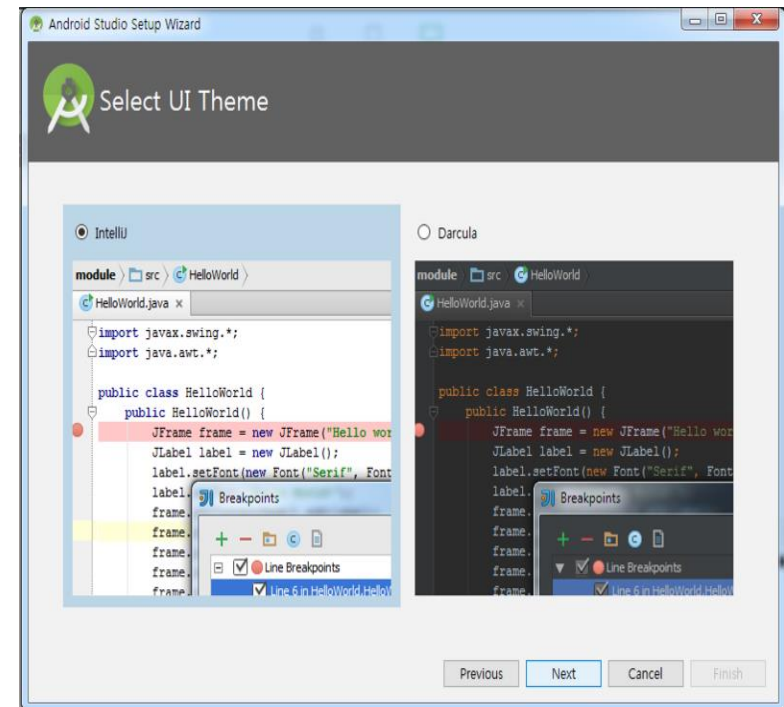 Android Studio Setup Wizard
Select UI Theme
IntelliJ
module src HelloWorld
HelloWorld.java ×
import javax.swing.*;
import java.awt.*;
public class HelloWorld {
public HelloWorld() {
JFrame frame = new JFrame("Hello wor
JLabel label = new JLabel();
label.setFont(new Font("Serif", Font
label.
frame.
frame.
frame.
frame.
Breakpoints
Line Breakpoints
Line 6 in HelloWorld.HelloW
Darcula
module src HelloWorld
HelloWorld.java ×
import javax.swing.*;
import java.awt.*;
public class HelloWorld {
public HelloWorld() {
JFrame frame = new JFrame("Hello wor
JLabel label = new JLabel();
label.setFont(new Font("Serif", Font
label.
frame.
frame.
frame.
frame.
Breakpoints
Line Breakpoints
Line 6 in HelloWorld.HelloW
Previous Next Cancel Finish